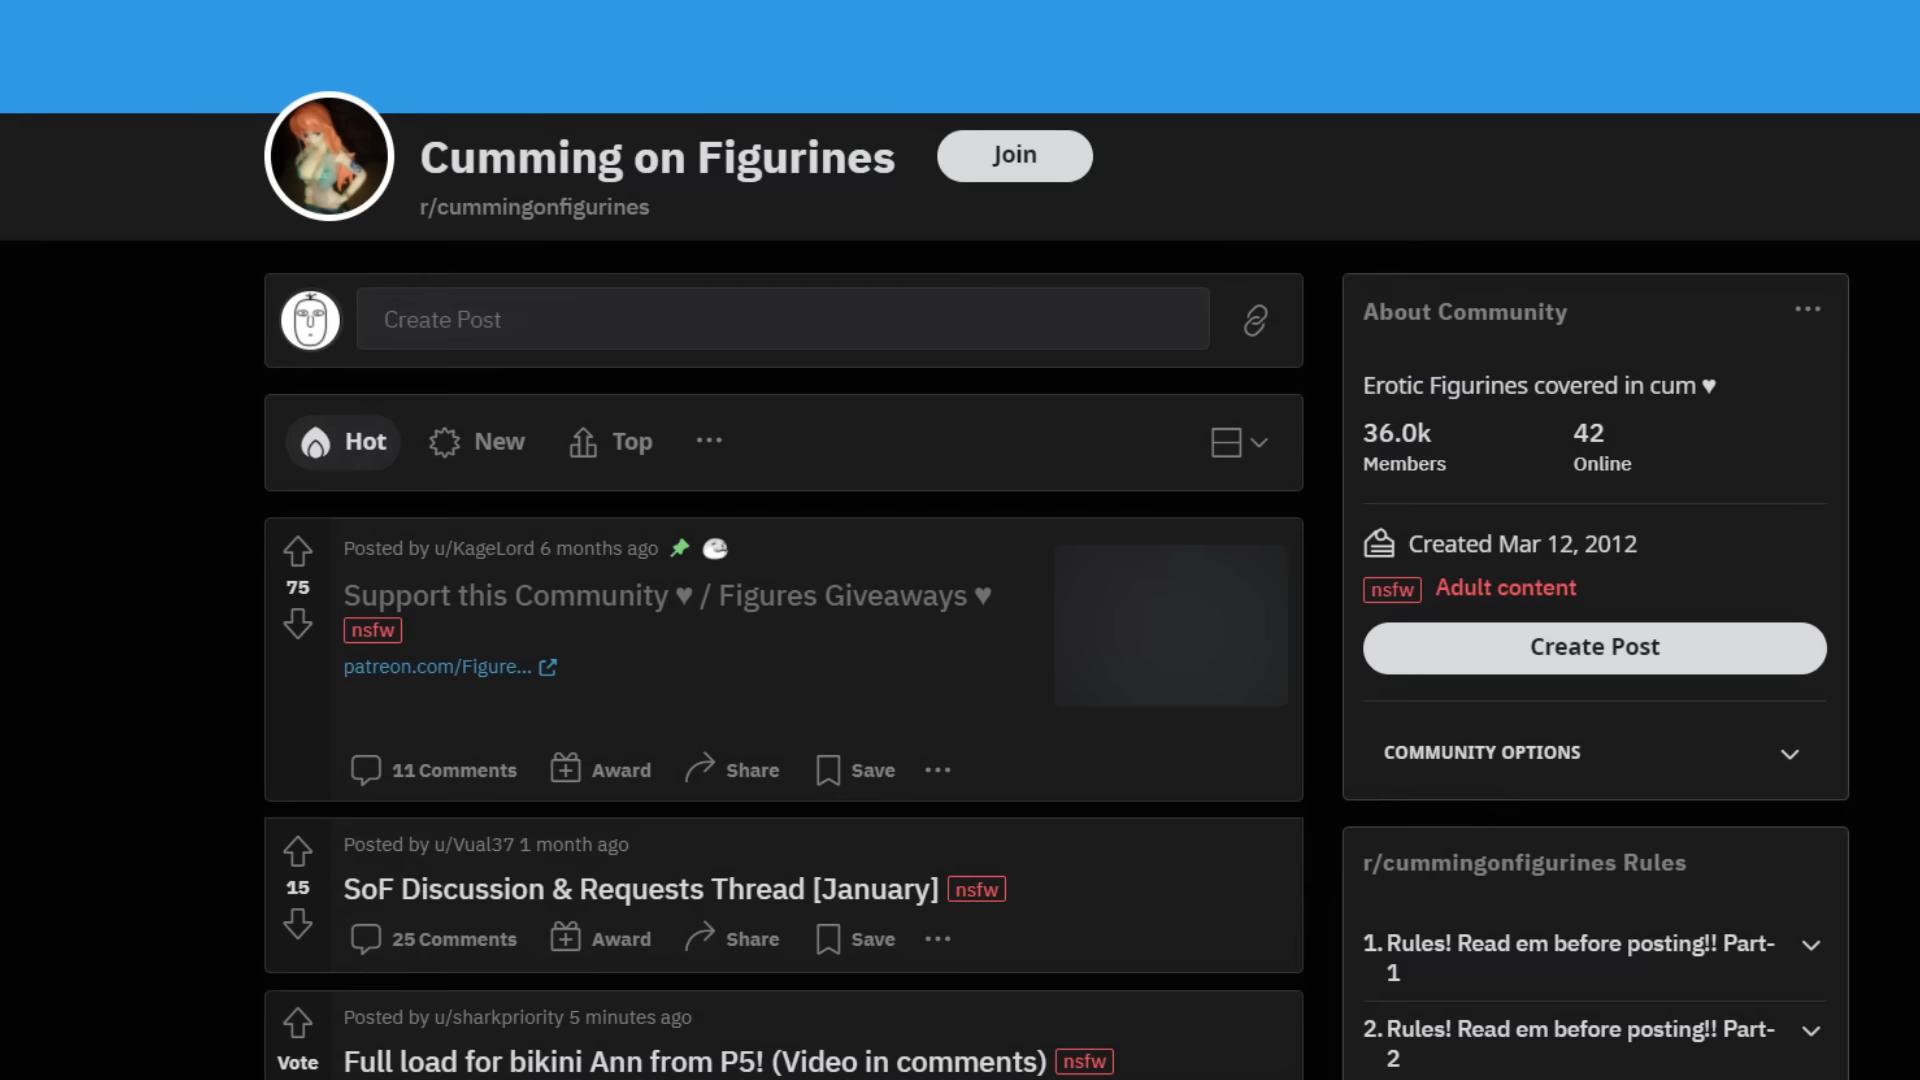 Cumming on Figurines
Join
r/cummingonfigurines
Create Post
Hot
New
Top
Posted by u/KageLord 6 months ago
75
Support this Community ♥ / Figures Giveaways ♥
nsfw
patreon.com/Figure...
11 Comments
Award
Share
Save
Posted by u/Vual37 1 month ago
15
SoF Discussion & Requests Thread [January] nsfw
25 Comments
Award
Share
Save
Posted by u/sharkpriority 5 minutes ago
Vote
Full load for bikini Ann from P5! (Video in comments) nsfw
About Community
Erotic Figurines covered in cum ♥
36.0k
Members
42
Online
Created Mar 12, 2012
nsfw Adult content
Create Post
COMMUNITY OPTIONS
r/cummingonfigurines Rules
1. Rules! Read em before posting!! Part-
1
2. Rules! Read em before posting!! Part-
2